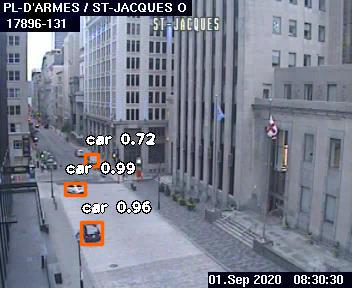 PL-D'ARMES / ST-JACQUES O
17896-131
ST-JACQUES
car 0.72
car 0.99
car 0.96
01.Sep 2020 08:30:30